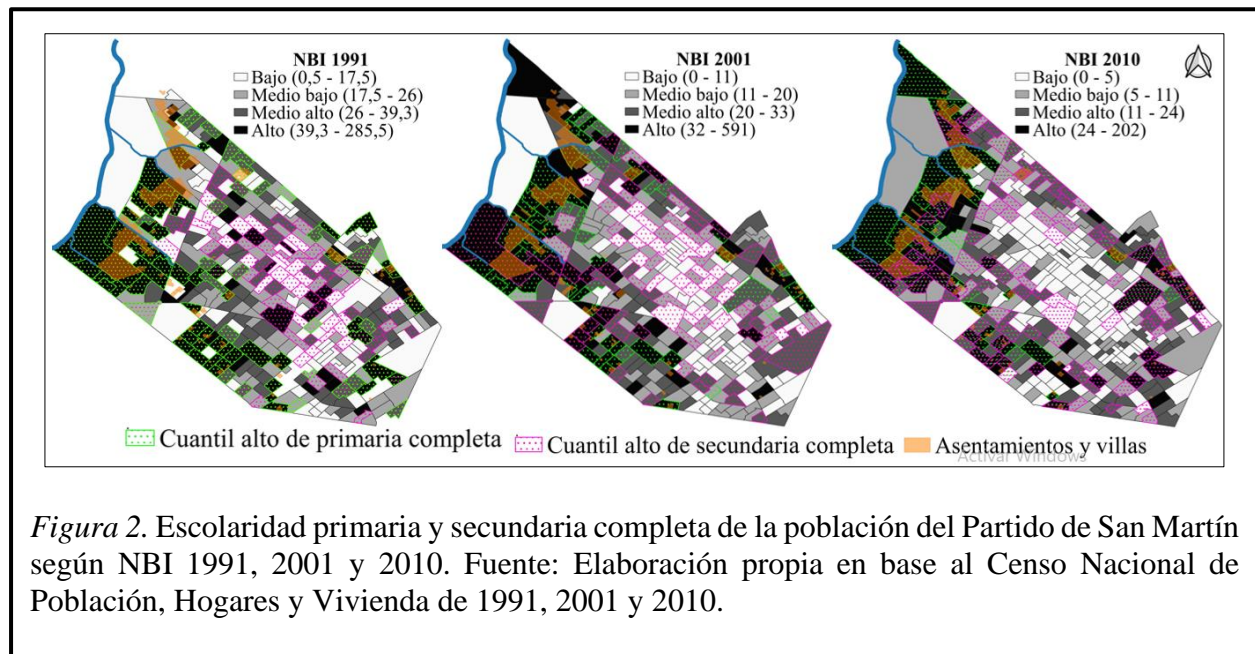 NBI 1991
Bajo (0,5 - 17,5)
Medio bajo (17,5 - 26)
Medio alto (26 - 39,3)
Alto (39,3 - 285,5)
NBI 2001
Bajo (0 - 11)
Medio bajo (11 - 20)
Medio alto (20 - 33)
Alto (32 - 591)
NBI 2010
Bajo (0 - 5)
Medio bajo (5 - 11)
Medio alto (11 - 24)
Alto (24 - 202)
Cuantil alto de primaria completa
Cuantil alto de secundaria completa
Asentamientos y villas
Activar Windows
Figura 2. Escolaridad primaria y secundaria completa de la población del Partido de San Martín
según NBI 1991, 2001 y 2010. Fuente: Elaboración propia en base al Censo Nacional de
Población, Hogares y Vivienda de 1991, 2001 y 2010.